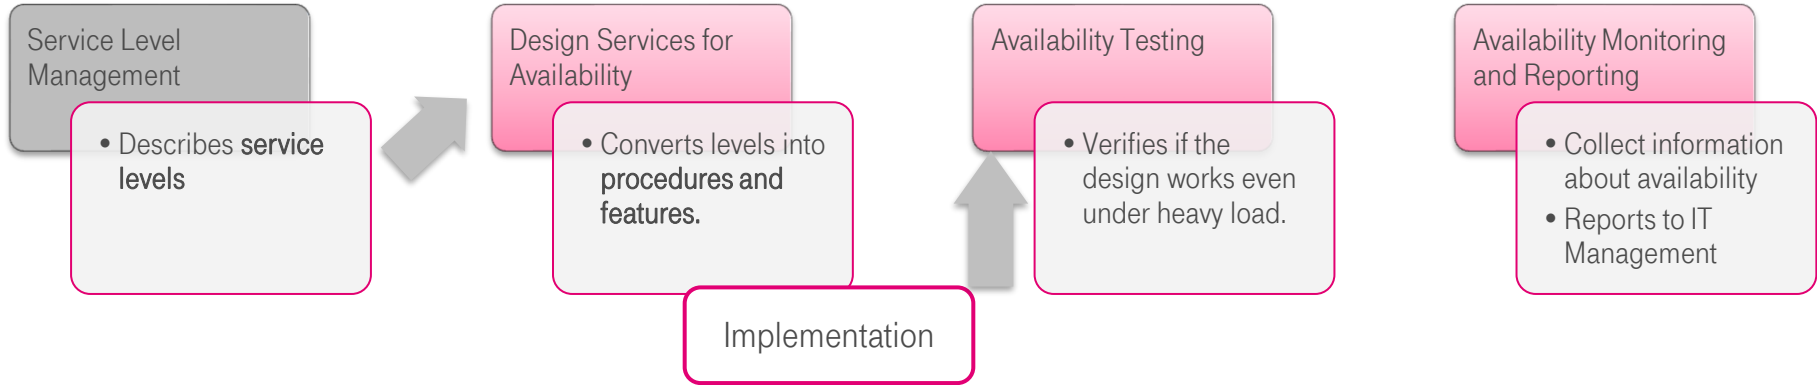 Service Level
Management
• Describes service
levels
Design Services for
Availability
• Converts levels into
procedures and
features.
Implementation
Availability Testing
• Verifies if the
design works even
under heavy load.
Availability Monitoring
and Reporting
• Collect information
about availability
• Reports to IT
Management